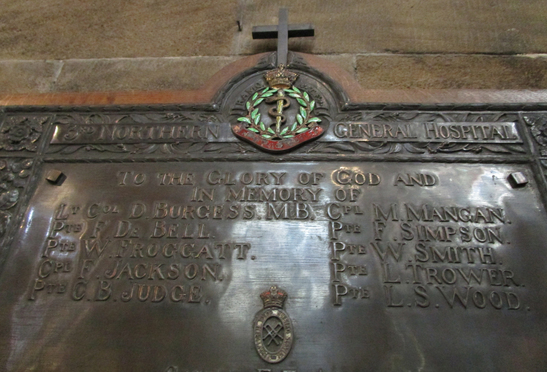 NORTHERN GENERAL HOSPITAL
TO THE GLORY OF GOD AND
IN MEMORY OF
LT COL D. BURGESS. M.B. CPL M. MANGAN.
PTE F. DA BELL. PTE F. SIMPSON.
PTE W. FROGGATT. PTE W. SMITH.
CPL F. JACKSON. PTE L. TROWER.
PTE C. B. JUDGE. PTE L. S. WOOD.